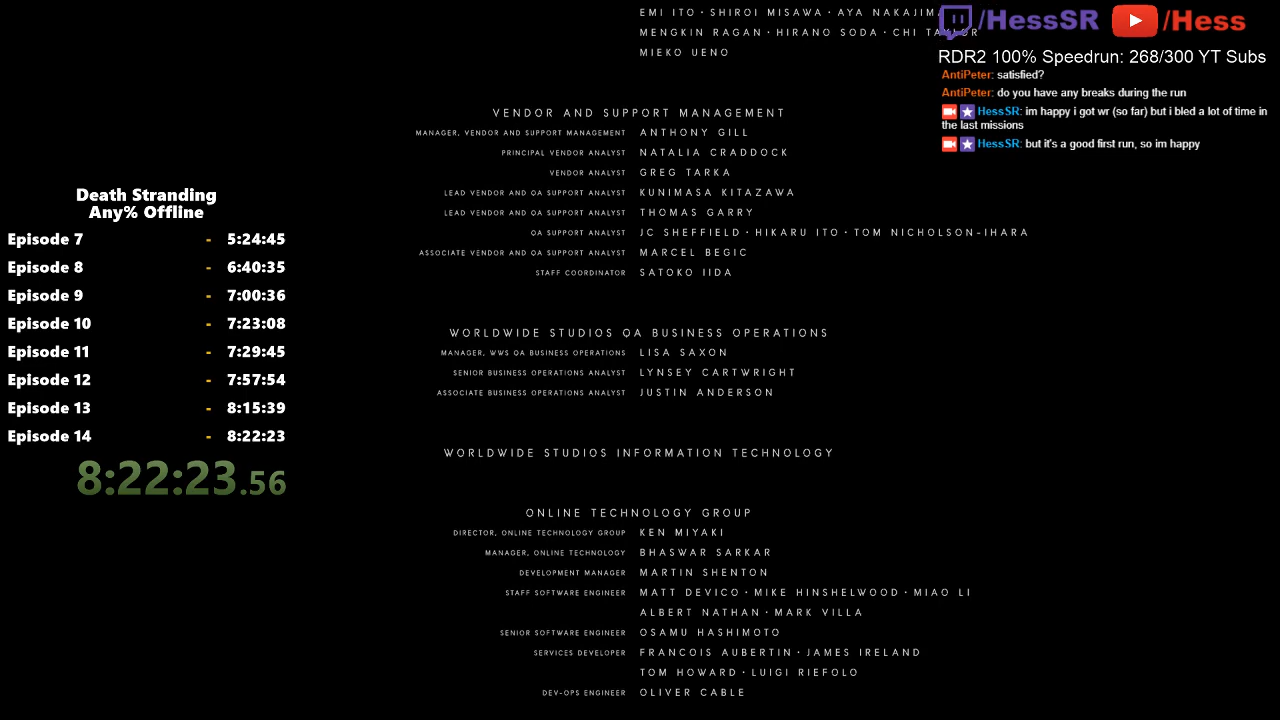 EMI ITO · SHIROI MISAWA · AYA NAKAJIMA
MENGKIN RAGAN · HIRANO SODA · CHI TAYLOR
MIEKO UENO
/HessSR /Hess
RDR2 100% Speedrun: 268/300 YT Subs
AntiPeter: satisfied?
AntiPeter: do you have any breaks during the run
HessSR: im happy i got wr (so far) but i bled a lot of time in
the last missions
HessSR: but it's a good first run, so im happy
Death Stranding
Any% Offline
Episode 7 - 5:24:45
Episode 8 - 6:40:35
Episode 9 - 7:00:36
Episode 10 - 7:23:08
Episode 11 - 7:29:45
Episode 12 - 7:57:54
Episode 13 - 8:15:39
Episode 14 - 8:22:23
8:22:23.56
VENDOR AND SUPPORT MANAGEMENT
MANAGER, VENDOR AND SUPPORT MANAGEMENT ANTHONY GILL
PRINCIPAL VENDOR ANALYST NATALIA CRADDOCK
VENDOR ANALYST GREG TARKA
LEAD VENDOR AND QA SUPPORT ANALYST KUNIMASA KITAZAWA
LEAD VENDOR AND QA SUPPORT ANALYST THOMAS GARRY
QA SUPPORT ANALYST JC SHEFFIELD · HIKARU ITO · TOM NICHOLSON-IHARA
ASSOCIATE VENDOR AND QA SUPPORT ANALYST MARCEL BEGIC
STAFF COORDINATOR SATOKO IIDA
WORLDWIDE STUDIOS QA BUSINESS OPERATIONS
MANAGER, WWS QA BUSINESS OPERATIONS LISA SAXON
SENIOR BUSINESS OPERATIONS ANALYST LYNSEY CARTWRIGHT
ASSOCIATE BUSINESS OPERATIONS ANALYST JUSTIN ANDERSON
WORLDWIDE STUDIOS INFORMATION TECHNOLOGY
ONLINE TECHNOLOGY GROUP
DIRECTOR, ONLINE TECHNOLOGY GROUP KEN MIYAKI
MANAGER, ONLINE TECHNOLOGY BHASWAR SARKAR
DEVELOPMENT MANAGER MARTIN SHENTON
STAFF SOFTWARE ENGINEER MATT DEVICO · MIKE HINSHELWOOD · MIAO LI
ALBERT NATHAN · MARK VILLA
SENIOR SOFTWARE ENGINEER OSAMU HASHIMOTO
SERVICES DEVELOPER FRANCOIS AUBERTIN · JAMES IRELAND
TOM HOWARD · LUIGI RIEFOLO
DEV-OPS ENGINEER OLIVER CABLE